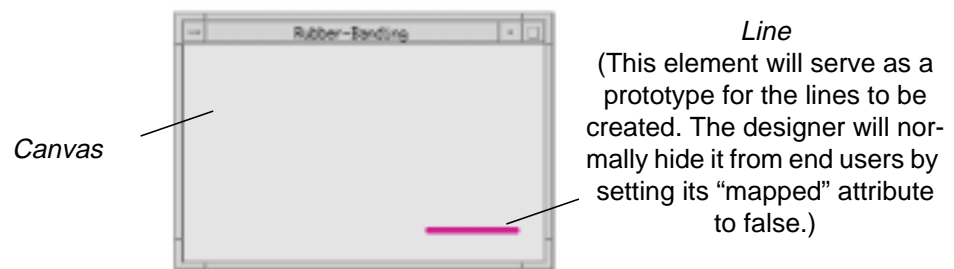 Rubber-Banding
Line
(This element will serve as a
prototype for the lines to be
created. The designer will nor-
mally hide it from end users by
setting its “mapped” attribute
to false.)
Canvas